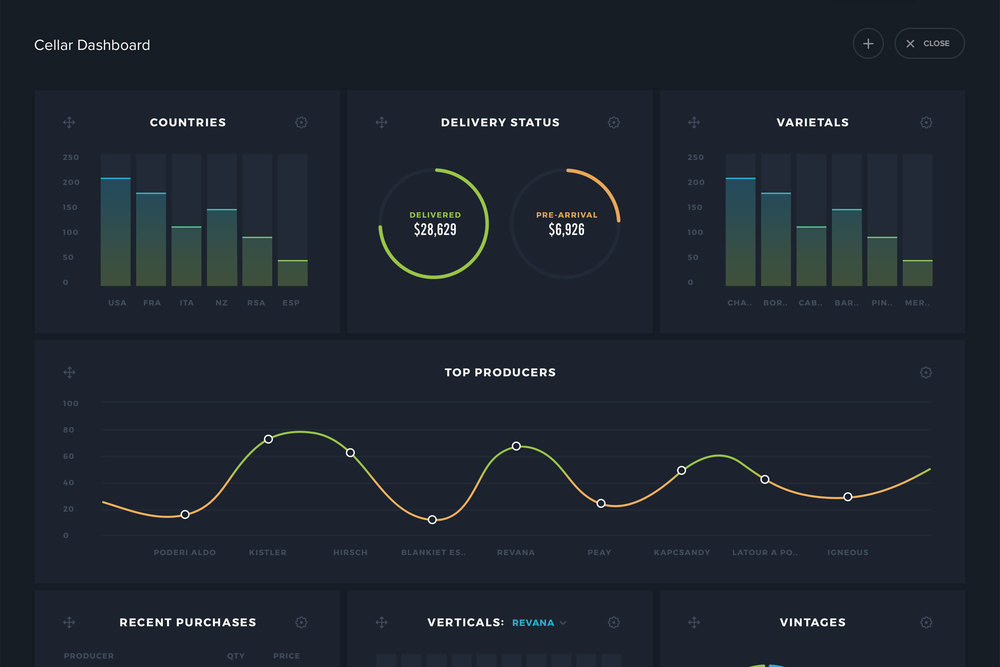 Cellar Dashboard
+ × CLOSE
COUNTRIES
250
200
150
100
50
0
USA FRA ITA NZ RSA ESP
DELIVERY STATUS
DELIVERED
$28,629
PRE-ARRIVAL
$6,926
VARIETALS
250
200
150
100
50
0
CHA.. BOR.. CAB.. BAR.. PIN.. MER..
TOP PRODUCERS
100
80
60
40
20
0
PODERI ALDO KISTLER HIRSCH BLANKIET ES.. REVANA PEAY KAPCSANDY LATOUR A PO.. IGNEOUS
RECENT PURCHASES
PRODUCER QTY PRICE
VERTICALS: REVANA
VINTAGES